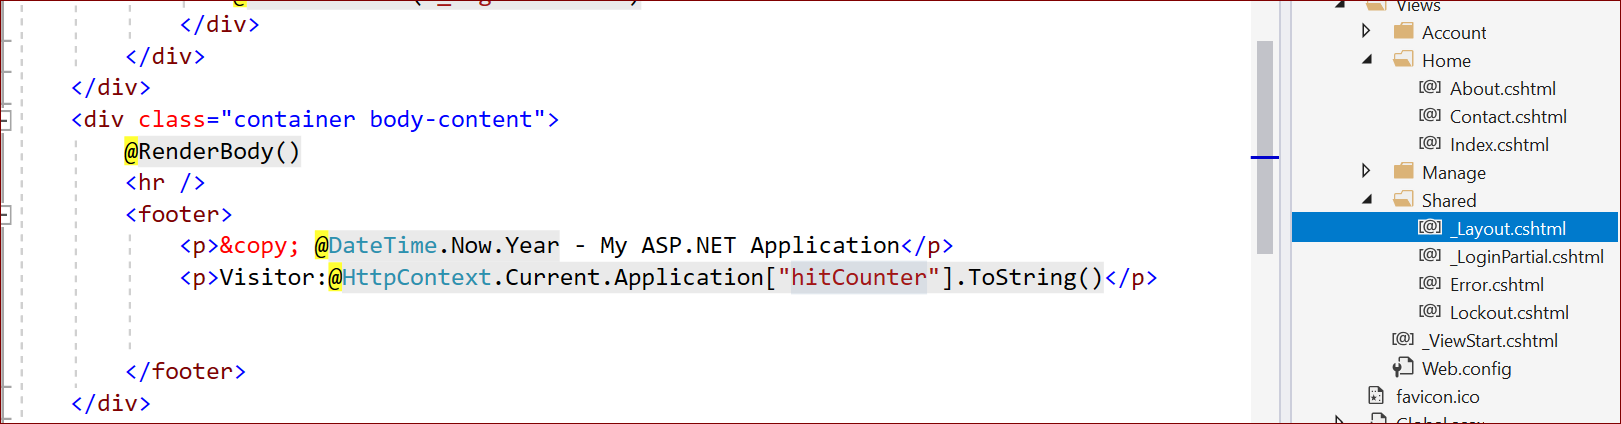 </div>
</div>
</div>
<div class="container body-content">
@RenderBody()
<hr />
<footer>
<p>&copy; @DateTime.Now.Year - My ASP.NET Application</p>
<p>Visitor:@HttpContext.Current.Application["hitCounter"].ToString()</p>
</footer>
</div>
Views
Account
Home
[@] About.cshtml
[@] Contact.cshtml
[@] Index.cshtml
Manage
Shared
[@] _Layout.cshtml
[@] _LoginPartial.cshtml
[@] Error.cshtml
[@] Lockout.cshtml
[@] _ViewStart.cshtml
Web.config
favicon.ico